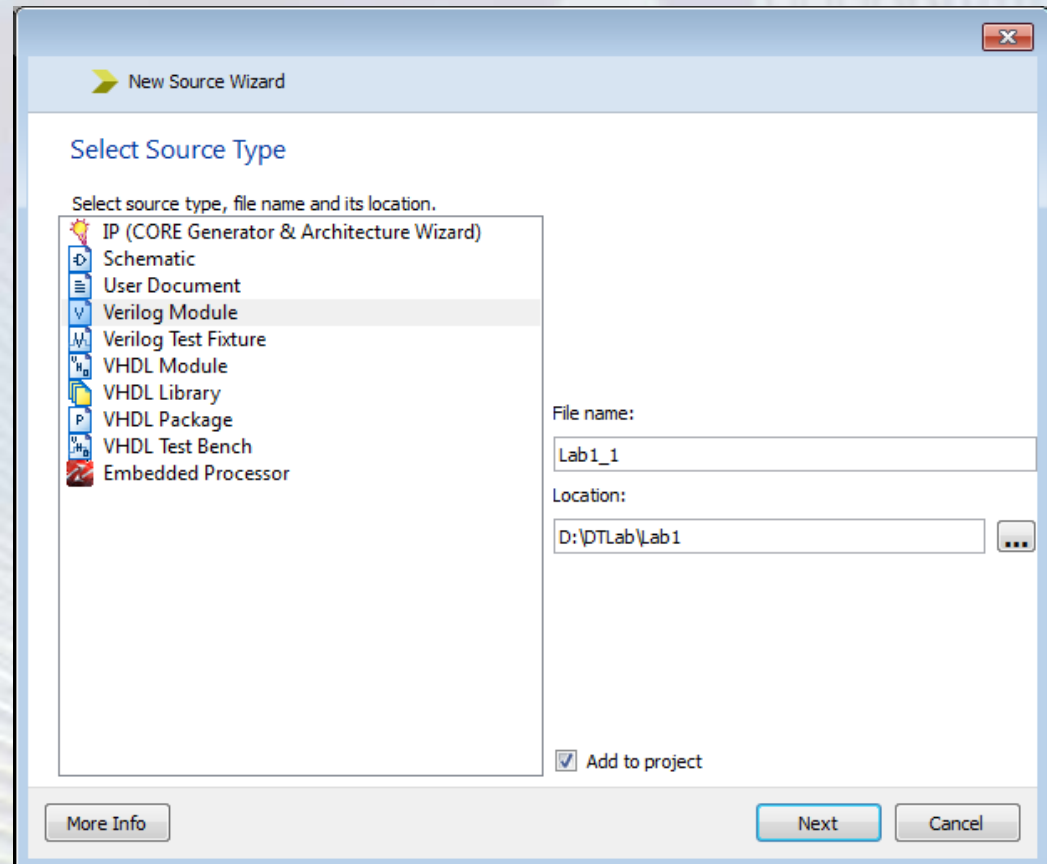 New Source Wizard
Select Source Type
Select source type, file name and its location.
IP (CORE Generator & Architecture Wizard)
Schematic
User Document
Verilog Module
Verilog Test Fixture
VHDL Module
VHDL Library
VHDL Package
VHDL Test Bench
Embedded Processor
File name:
Lab1_1
Location:
D:\DTLab\Lab1
...
Add to project
More Info
Next
Cancel